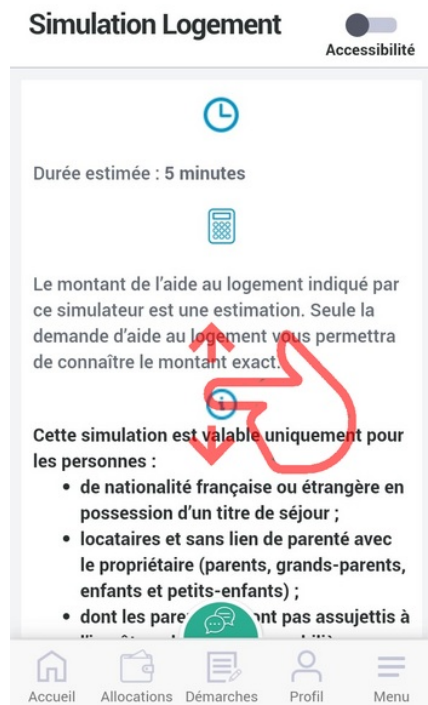 Simulation Logement
Accessibilité
Durée estimée : 5 minutes
Le montant de l'aide au logement indiqué par
ce simulateur est une estimation. Seule la
demande d'aide au logement vous permettra
de connaître le montant exact.
Cette simulation est valable uniquement pour
les personnes :
• de nationalité française ou étrangère en
possession d'un titre de séjour ;
• locataires et sans lien de parenté avec
le propriétaire (parents, grands-parents,
enfants et petits-enfants) ;
• dont les pas assujettis à
Accueil Allocations Démarches Profil Menu